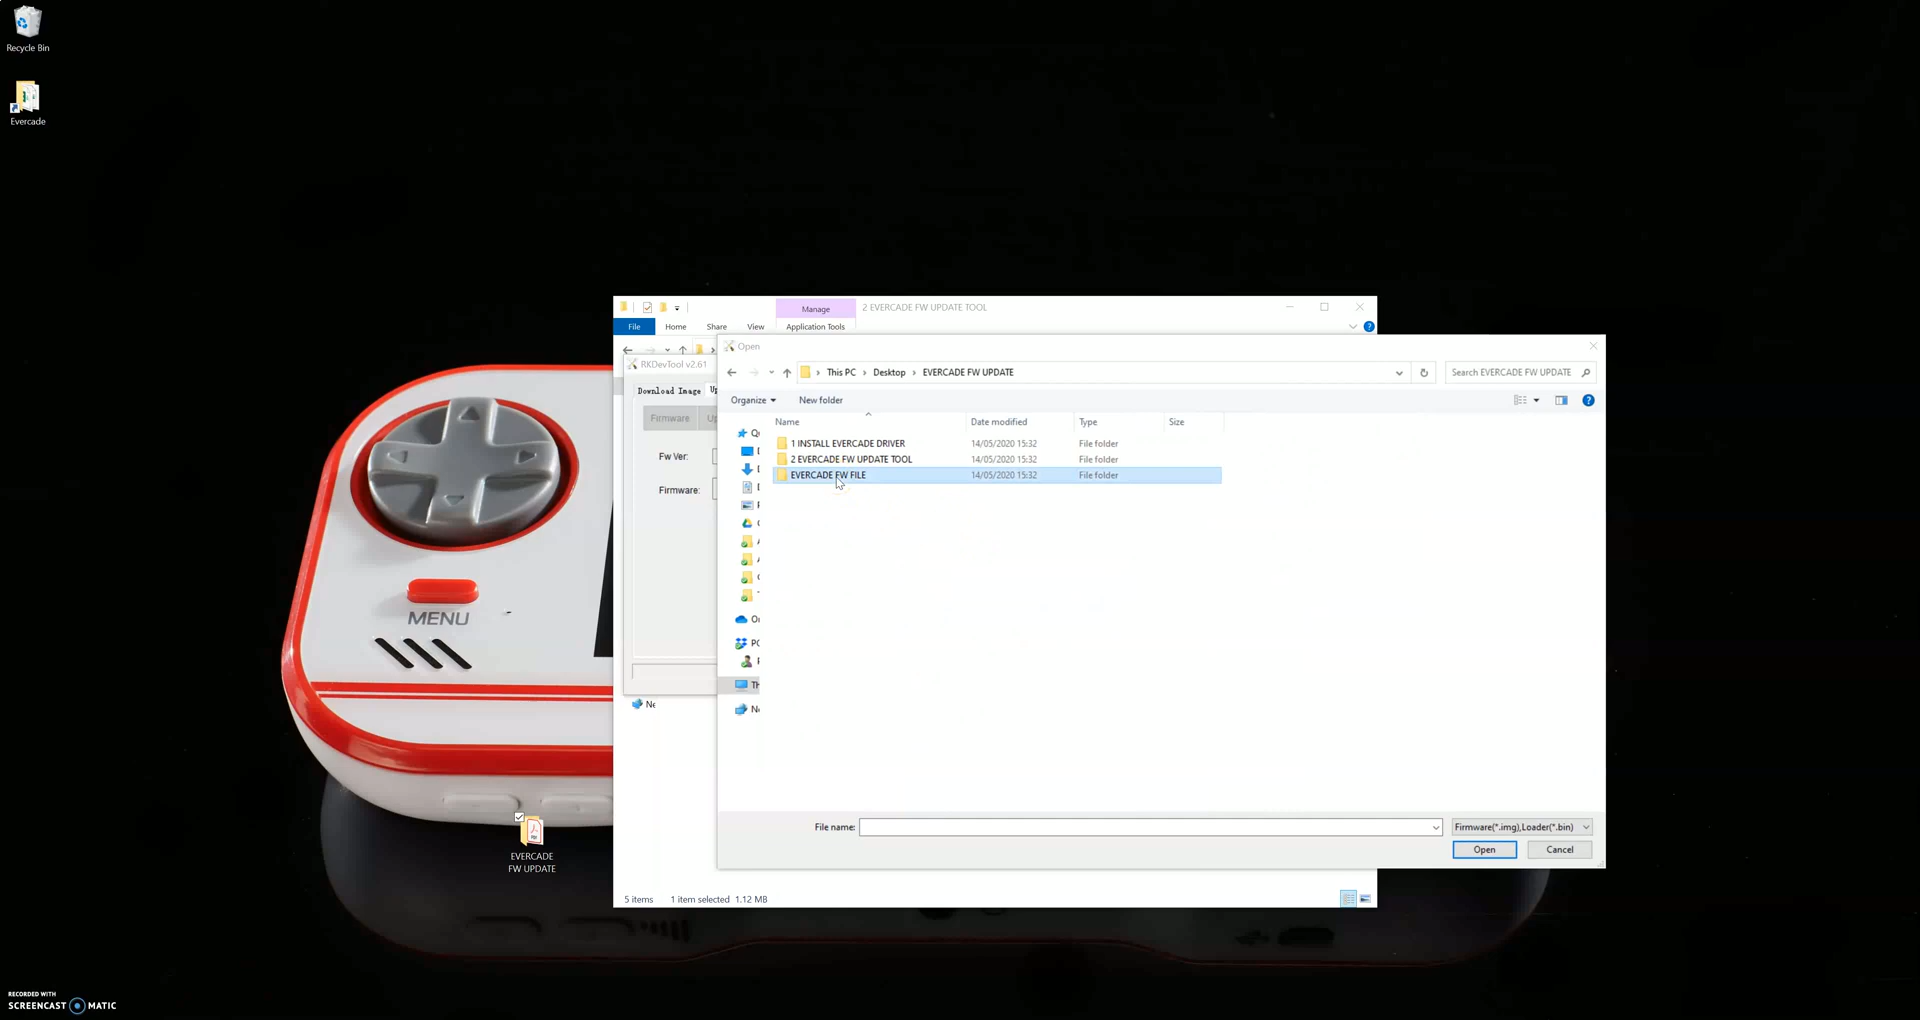 Recycle Bin
Evercade
MENU
EVERCADE
FW UPDATE
RECORDED WITH
SCREENCAST MATIC
Manage
2 EVERCADE FW UPDATE TOOL
File
Home
Share
View
Application Tools
RKDevTool v2.61
Download Image
Up
Firmware
Up
Fw Ver:
Firmware:
Ne
5 items
1 item selected 1.12 MB
Open
This PC
Desktop
EVERCADE FW UPDATE
Search EVERCADE FW UPDATE
Organize
New folder
Name
Date modified
Type
Size
1 INSTALL EVERCADE DRIVER
14/05/2020 15:32
File folder
2 EVERCADE FW UPDATE TOOL
14/05/2020 15:32
File folder
EVERCADE FW FILE
14/05/2020 15:32
File folder
File name:
Firmware(*.img),Loader(*.bin)
Open
Cancel